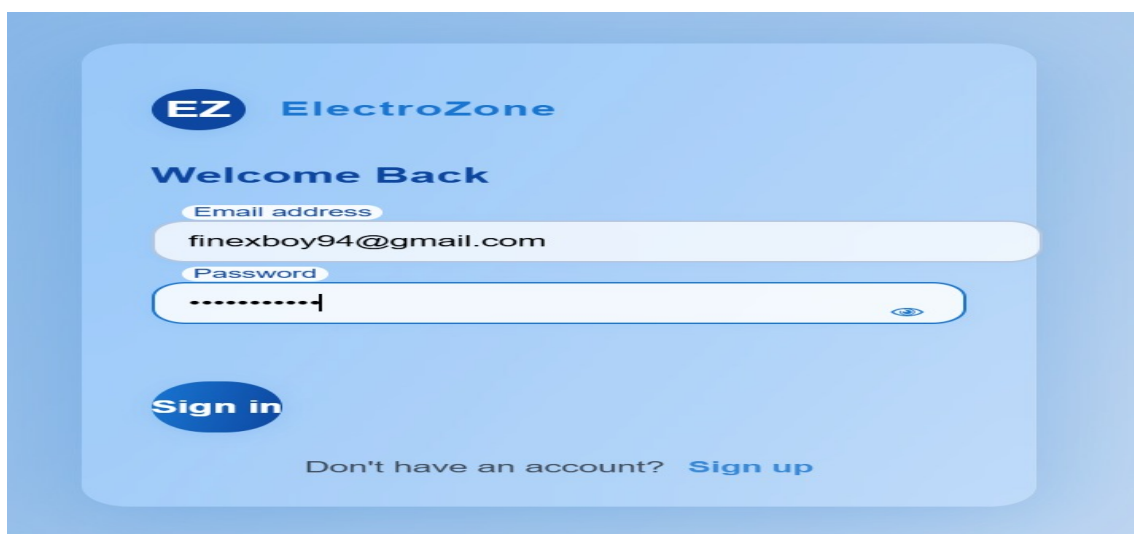 EZ ElectroZone
Welcome Back
Email address
finexboy94@gmail.com
Password
•••••••••••
Sign in
Don't have an account? Sign up